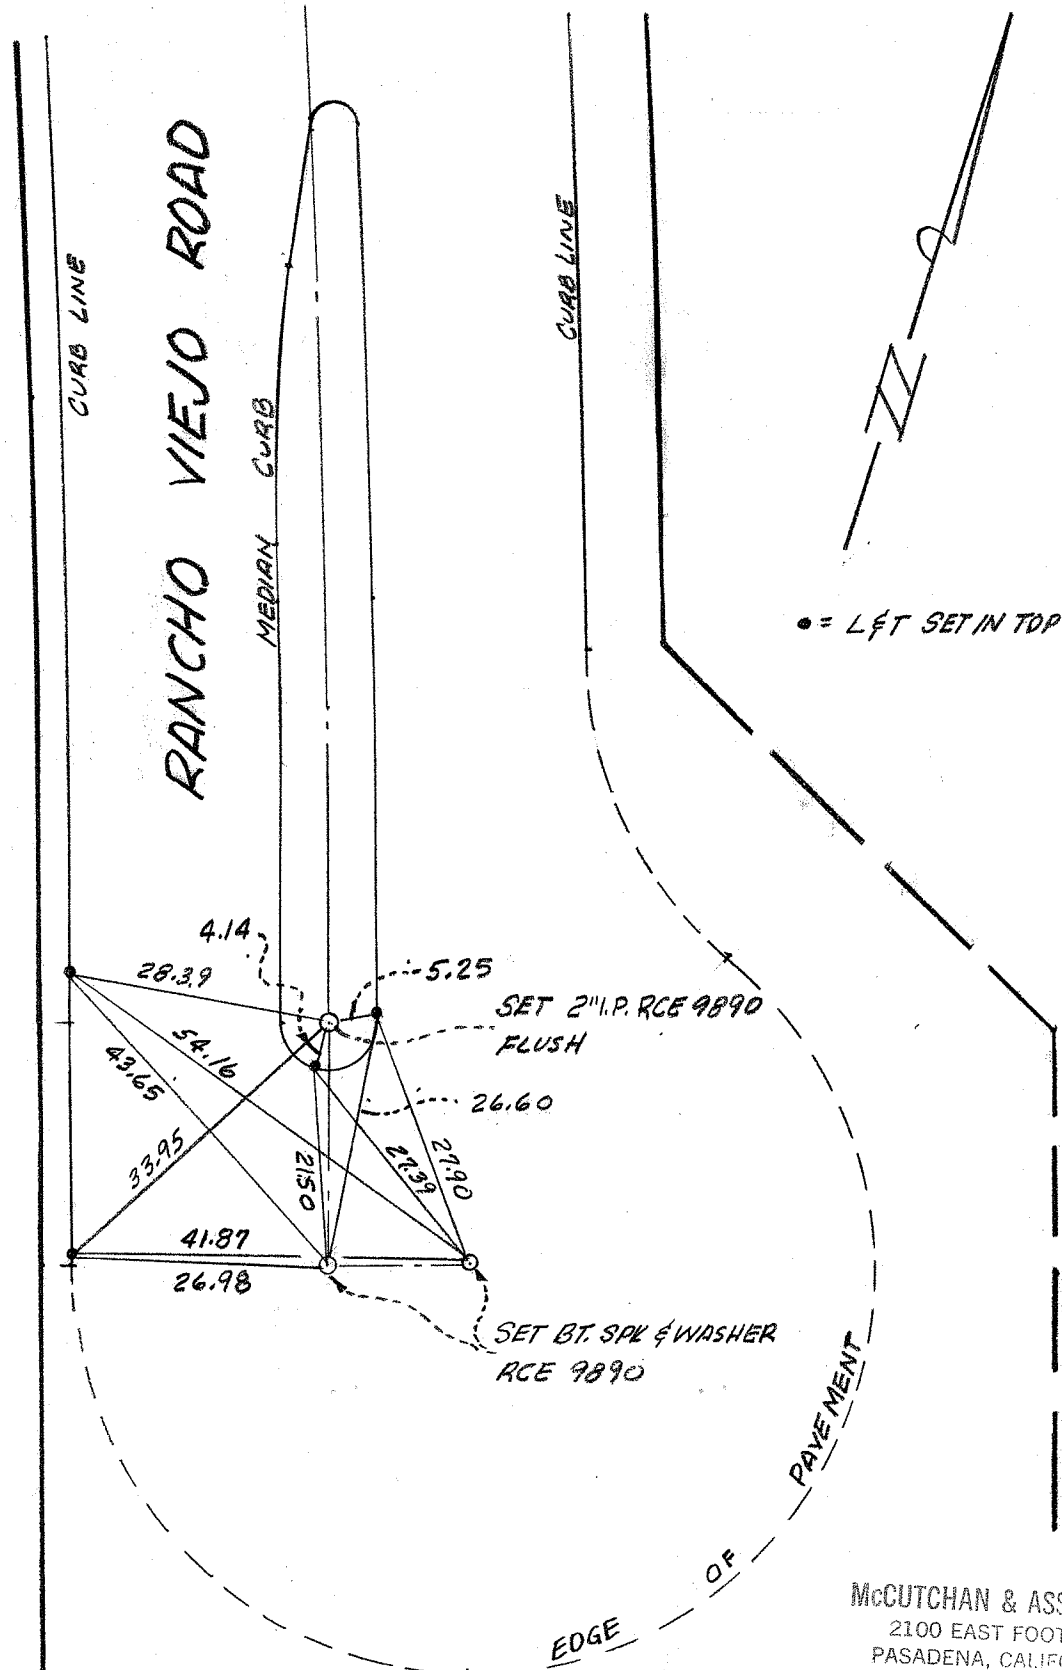 RANCHO VIEJO ROAD
CURB LINE
MEDIAN CURB
CURB LINE
N
• = L&T SET IN TOP
4.14
28.39
5.25
SET 2" I.P. RCE 9890
FLUSH
54.16
43.65
33.95
26.60
21.50
27.39
27.90
41.87
26.98
SET BT. SPK & WASHER
RCE 9890
EDGE OF PAVEMENT
McCUTCHAN & ASS
2100 EAST FOOT
PASADENA, CALIF